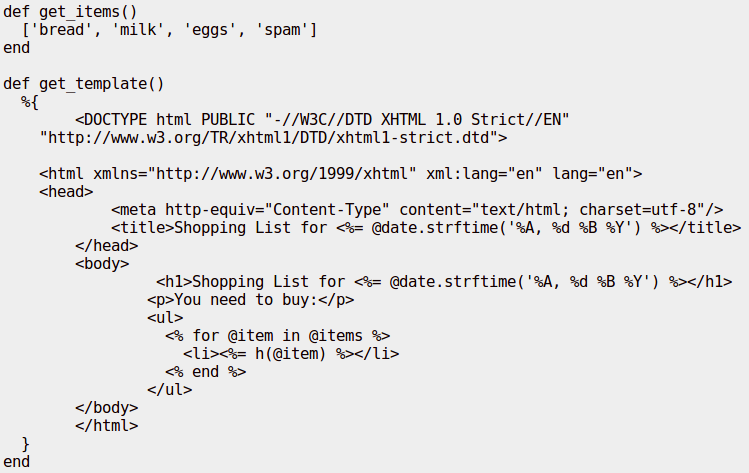 def get_items()
  ['bread', 'milk', 'eggs', 'spam']
end

def get_template()
  %{
        <DOCTYPE html PUBLIC "-//W3C//DTD XHTML 1.0 Strict//EN"
    "http://www.w3.org/TR/xhtml1/DTD/xhtml1-strict.dtd">

    <html xmlns="http://www.w3.org/1999/xhtml" xml:lang="en" lang="en">
    <head>
            <meta http-equiv="Content-Type" content="text/html; charset=utf-8"/>
            <title>Shopping List for <%= @date.strftime('%A, %d %B %Y') %></title>
        </head>
        <body>
                 <h1>Shopping List for <%= @date.strftime('%A, %d %B %Y') %></h1>
                <p>You need to buy:</p>
                <ul>
                  <% for @item in @items %>
                    <li><%= h(@item) %></li>
                  <% end %>
                </ul>
        </body>
        </html>
  }
end